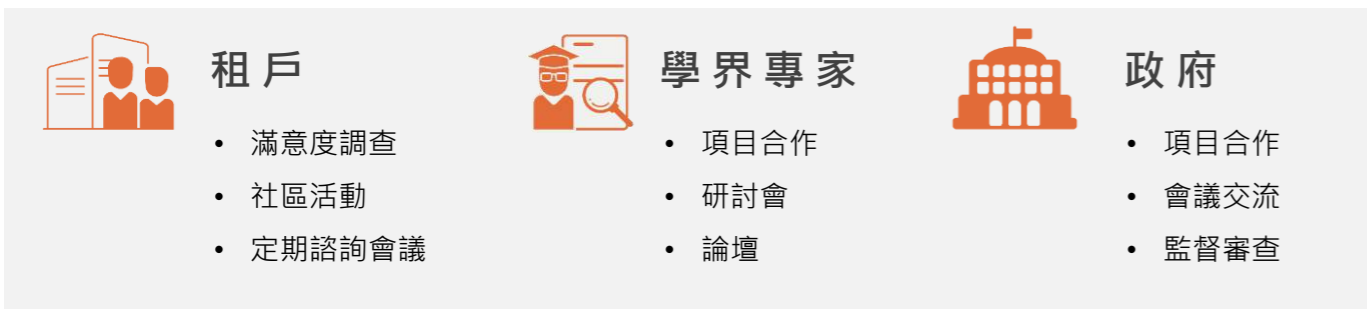 租戶
• 滿意度調查
• 社區活動
• 定期諮詢會議
學界專家
• 項目合作
• 研討會
• 論壇
政府
• 項目合作
• 會議交流
• 監督審查